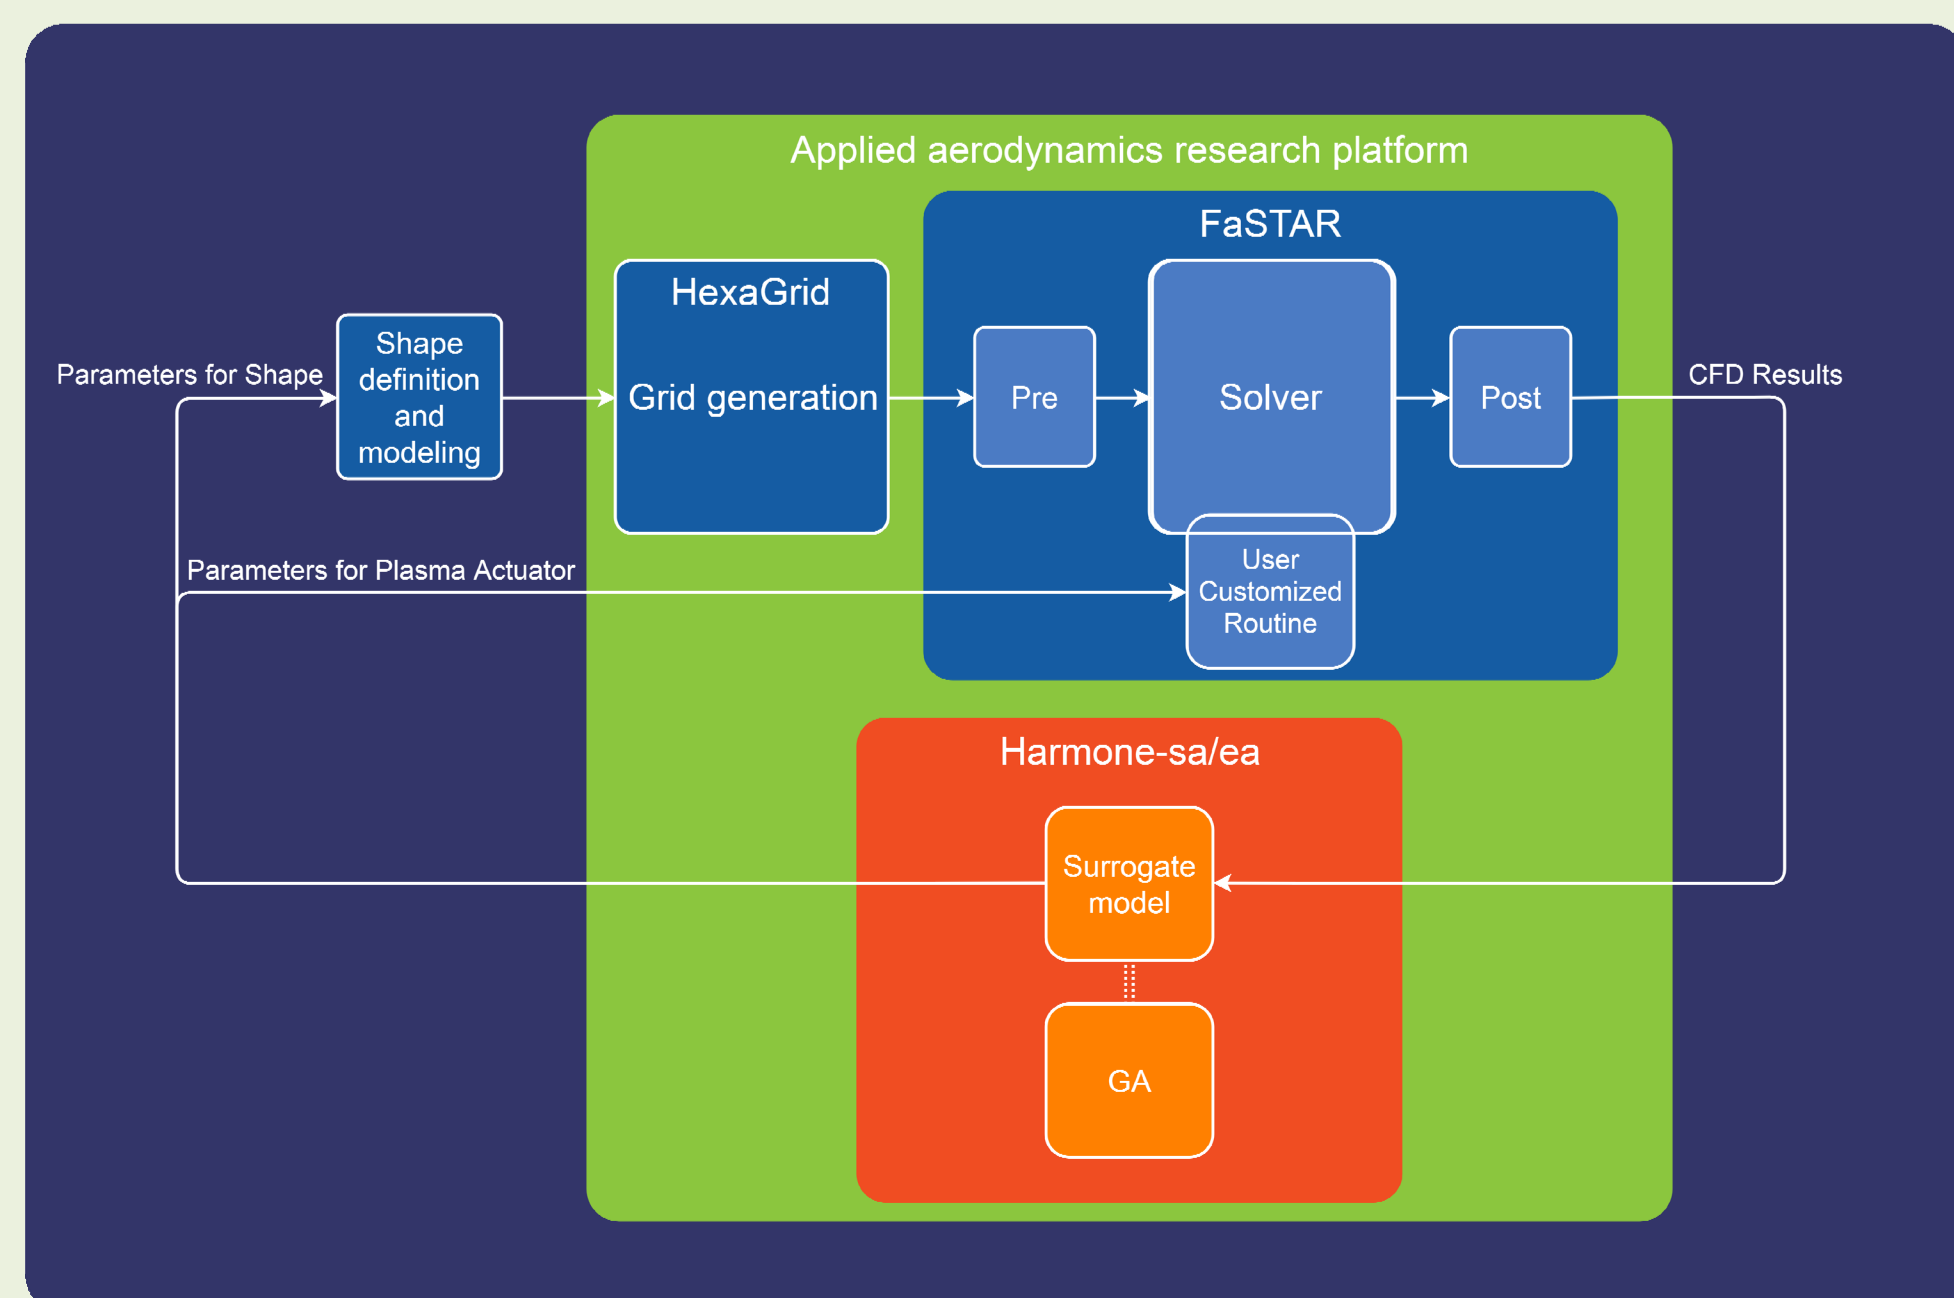 Applied aerodynamics research platform
FaSTAR
HexaGrid
Grid generation
Shape
definition
and
modeling
Parameters for Shape
Pre
Solver
Post
CFD Results
User
Customized
Routine
Parameters for Plasma Actuator
Harmone-sa/ea
Surrogate
model
GA